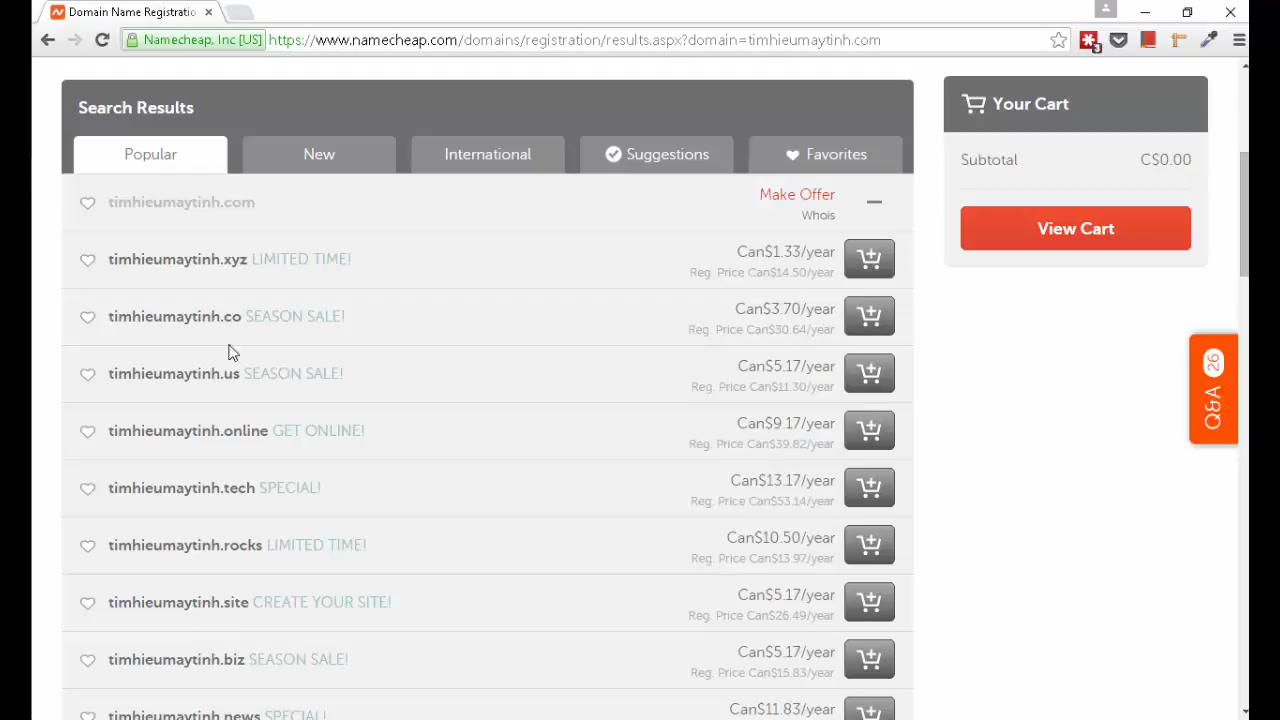 Domain Name Registratio
Namecheap, Inc [US] https://www.namecheap.com/domains/registration/results.aspx?domain=timhieumaytinh.com
3
Search Results
Popular
New
International
Suggestions
Favorites
timhieumaytinh.com
Make Offer
Whois
timhieumaytinh.xyz LIMITED TIME!
Can$1.33/year
Reg. Price Can$14.50/year
timhieumaytinh.co SEASON SALE!
Can$3.70/year
Reg. Price Can$30.64/year
timhieumaytinh.us SEASON SALE!
Can$5.17/year
Reg. Price Can$11.30/year
timhieumaytinh.online GET ONLINE!
Can$9.17/year
Reg. Price Can$39.82/year
timhieumaytinh.tech SPECIAL!
Can$13.17/year
Reg. Price Can$53.14/year
timhieumaytinh.rocks LIMITED TIME!
Can$10.50/year
Reg. Price Can$13.97/year
timhieumaytinh.site CREATE YOUR SITE!
Can$5.17/year
Reg. Price Can$26.49/year
timhieumaytinh.biz SEASON SALE!
Can$5.17/year
Reg. Price Can$15.83/year
timhieumaytinh.news SPECIAL!
Can$11.83/year
Your Cart
Subtotal
C$0.00
View Cart
Q&A 26